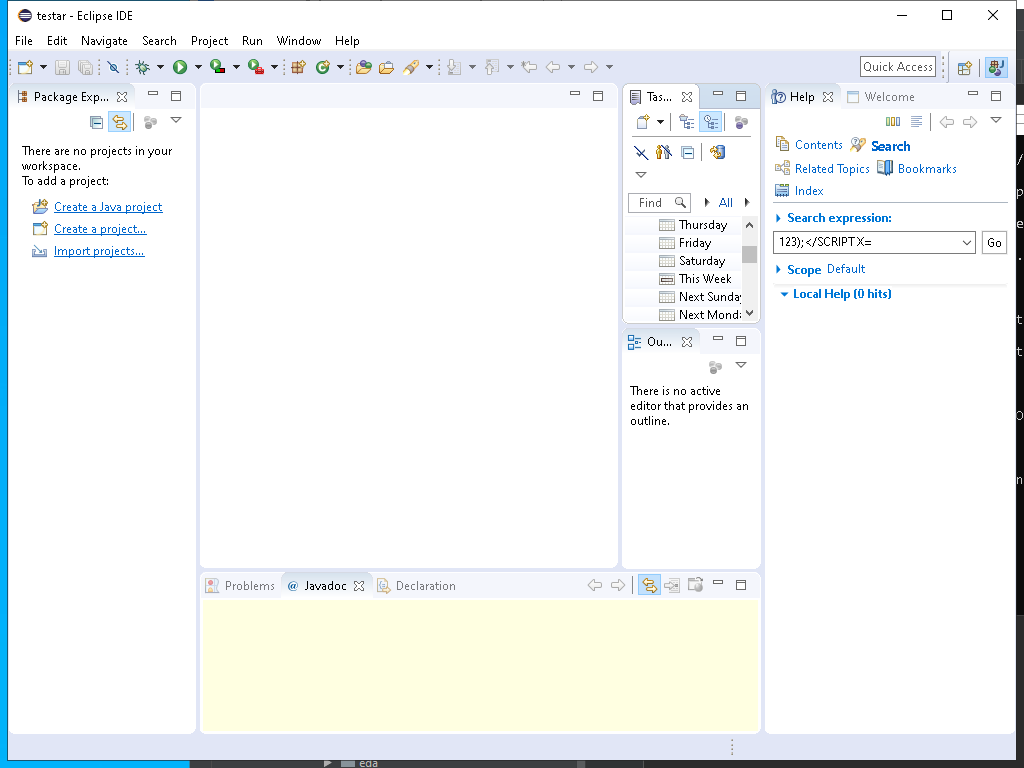 testar - Eclipse IDE
File Edit Navigate Search Project Run Window Help
Quick Access
Package Exp...
There are no projects in your
workspace.
To add a project:
Create a Java project
Create a project...
Import projects...
Tas...
Find
All
Thursday
Friday
Saturday
This Week
Next Sunday
Next Mond
Ou...
There is no active
editor that provides an
outline.
Help Welcome
Contents Search
Related Topics Bookmarks
Index
Search expression:
123);</SCRIPT X=
Go
Scope Default
Local Help (0 hits)
Problems @ Javadoc Declaration
eda